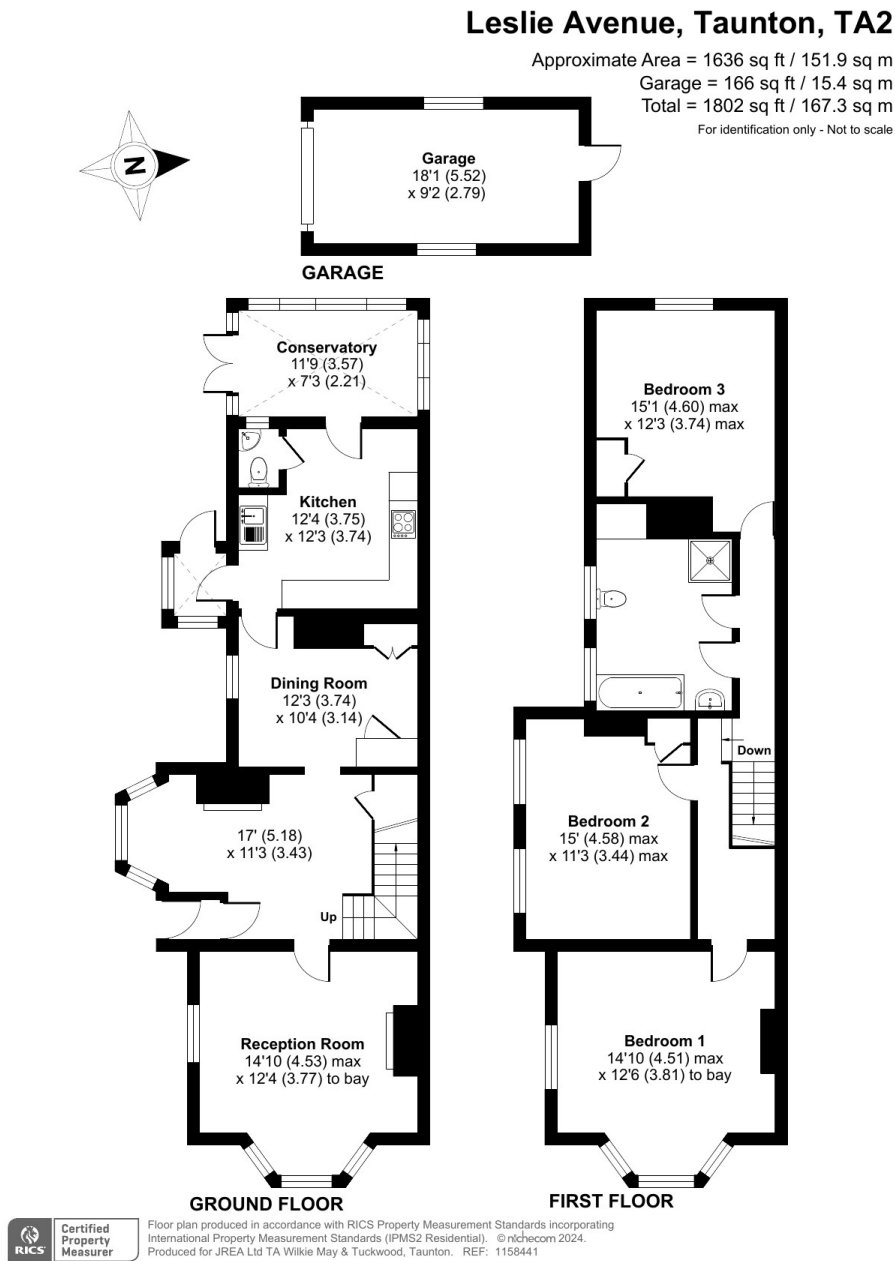 Leslie Avenue, Taunton, TA2
Approximate Area = 1636 sq ft / 151.9 sq m
Garage = 166 sq ft / 15.4 sq m
Total = 1802 sq ft / 167.3 sq m
For identification only - Not to scale
N
Garage
18'1 (5.52)
x 9'2 (2.79)
GARAGE
Conservatory
11'9 (3.57)
x 7'3 (2.21)
Kitchen
12'4 (3.75)
x 12'3 (3.74)
Dining Room
12'3 (3.74)
x 10'4 (3.14)
17' (5.18)
x 11'3 (3.43)
Up
Reception Room
14'10 (4.53) max
x 12'4 (3.77) to bay
GROUND FLOOR
Bedroom 3
15'1 (4.60) max
x 12'3 (3.74) max
Down
Bedroom 2
15' (4.58) max
x 11'3 (3.44) max
Bedroom 1
14'10 (4.51) max
x 12'6 (3.81) to bay
FIRST FLOOR
RICS
Certified
Property
Measurer
Floor plan produced in accordance with RICS Property Measurement Standards incorporating
International Property Measurement Standards (IPMS2 Residential). © nichecom 2024.
Produced for JREA Ltd TA Wilkie May & Tuckwood, Taunton. REF: 1158441